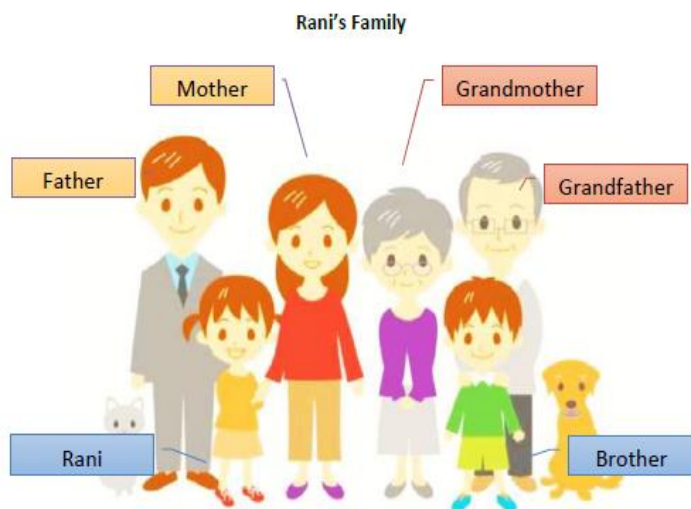 Rani's Family
Mother
Grandmother
Father
Grandfather
Rani
Brother